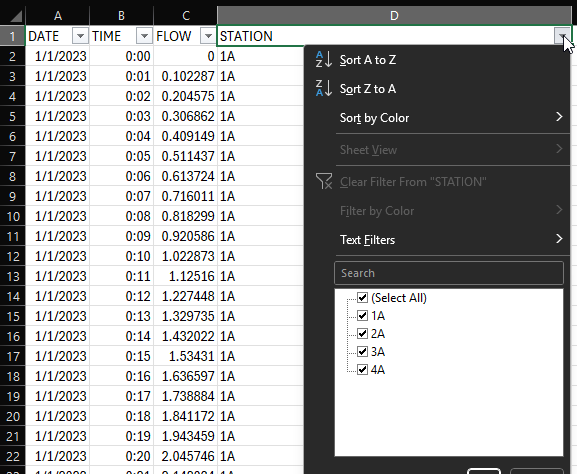 A B C D
1 DATE TIME FLOW STATION
2 1/1/2023 0:00 0 1A
3 1/1/2023 0:01 0.102287 1A
4 1/1/2023 0:02 0.204575 1A
5 1/1/2023 0:03 0.306862 1A
6 1/1/2023 0:04 0.409149 1A
7 1/1/2023 0:05 0.511437 1A
8 1/1/2023 0:06 0.613724 1A
9 1/1/2023 0:07 0.716011 1A
10 1/1/2023 0:08 0.818299 1A
11 1/1/2023 0:09 0.920586 1A
12 1/1/2023 0:10 1.022873 1A
13 1/1/2023 0:11 1.12516 1A
14 1/1/2023 0:12 1.227448 1A
15 1/1/2023 0:13 1.329735 1A
16 1/1/2023 0:14 1.432022 1A
17 1/1/2023 0:15 1.53431 1A
18 1/1/2023 0:16 1.636597 1A
19 1/1/2023 0:17 1.738884 1A
20 1/1/2023 0:18 1.841172 1A
21 1/1/2023 0:19 1.943459 1A
22 1/1/2023 0:20 2.045746 1A
Sort A to Z
Sort Z to A
Sort by Color
Sheet View
Clear Filter From "STATION"
Filter by Color
Text Filters
Search
(Select All)
1A
2A
3A
4A